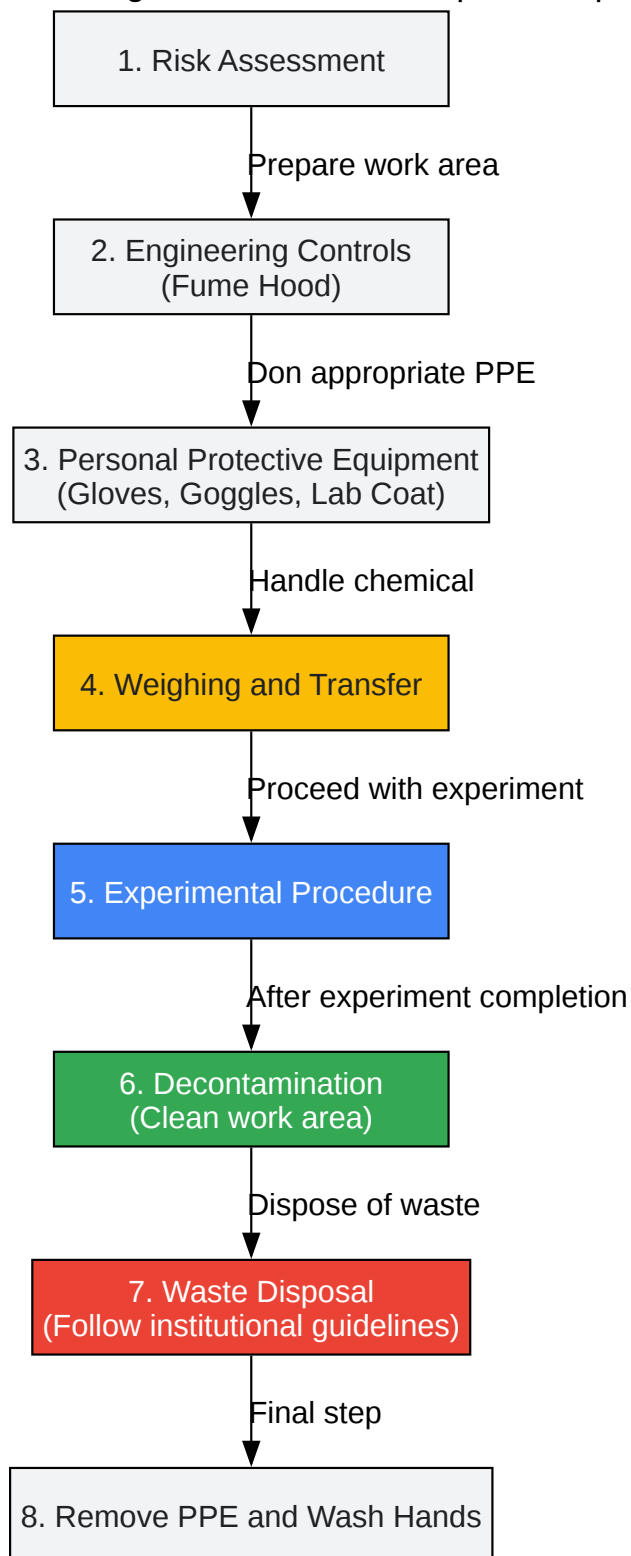 1. Risk Assessment
Prepare work area
2. Engineering Controls
(Fume Hood)
Don appropriate PPE
3. Personal Protective Equipment
(Gloves, Goggles, Lab Coat)
Handle chemical
4. Weighing and Transfer
Proceed with experiment
5. Experimental Procedure
After experiment completion
6. Decontamination
(Clean work area)
Dispose of waste
7. Waste Disposal
(Follow institutional guidelines)
Final step
8. Remove PPE and Wash Hands